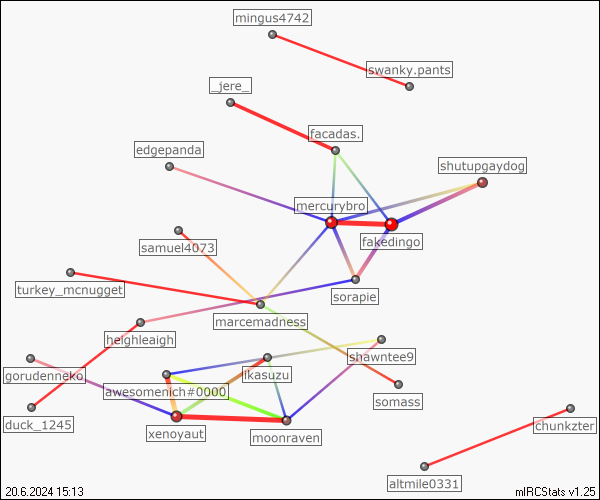 mingus4742
swanky.pants
_jere_
facadas.
edgepanda
shutupgaydog
mercurybro
fakedingo
samuel4073
turkey_mcnugget
sorapie
marcemadness
heighleaigh
shawntee9
gorudenneko
ikasuzu
awesomenich#0000
somass
duck_1245
chunkzter
xenoyaut
moonraven
altmile0331
20.6.2024 15:13
mIRCStats v1.25